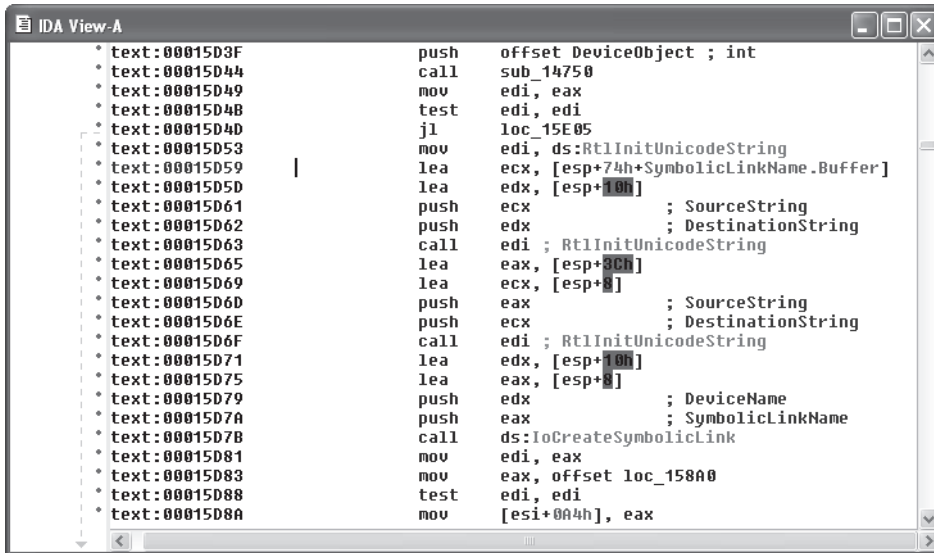 IDA View-A
text:00015D3F push offset DeviceObject ; int
text:00015D44 call sub_14750
text:00015D49 mov edi, eax
text:00015D4B test edi, edi
text:00015D4D jl loc_15E05
text:00015D53 mov edi, ds:RtlInitUnicodeString
text:00015D59 lea ecx, [esp+74h+SymbolicLinkName.Buffer]
text:00015D5D lea edx, [esp+10h]
text:00015D61 push ecx ; SourceString
text:00015D62 push edx ; DestinationString
text:00015D63 call edi ; RtlInitUnicodeString
text:00015D65 lea eax, [esp+3Ch]
text:00015D69 lea ecx, [esp+8]
text:00015D6D push eax ; SourceString
text:00015D6E push ecx ; DestinationString
text:00015D6F call edi ; RtlInitUnicodeString
text:00015D71 lea edx, [esp+10h]
text:00015D75 lea eax, [esp+8]
text:00015D79 push edx ; DeviceName
text:00015D7A push eax ; SymbolicLinkName
text:00015D7B call ds:IoCreateSymbolicLink
text:00015D81 mov edi, eax
text:00015D83 mov eax, offset loc_158A0
text:00015D88 test edi, edi
text:00015D8A mov [esi+0A4h], eax